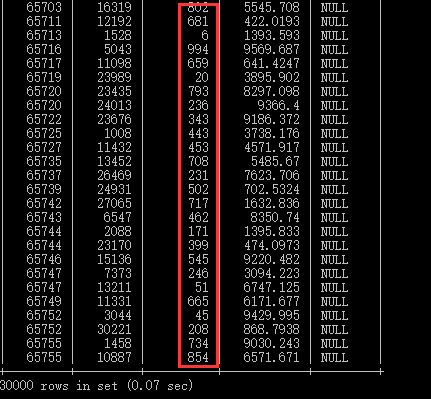 65703 16319 802 5545.708 NULL
65711 12192 681 422.0193 NULL
65713 1528 6 1393.593 NULL
65716 5043 994 9569.687 NULL
65717 11098 659 641.4247 NULL
65719 23989 20 3895.902 NULL
65720 23435 793 8297.098 NULL
65720 24013 236 9366.4 NULL
65722 23676 343 9186.372 NULL
65725 1008 443 3738.176 NULL
65727 11432 453 4571.917 NULL
65735 13452 708 5485.67 NULL
65737 26469 231 7623.706 NULL
65739 24931 502 702.5324 NULL
65742 27065 717 1632.836 NULL
65743 6547 462 8350.74 NULL
65744 2088 171 1395.833 NULL
65744 23170 399 474.0973 NULL
65746 15136 545 9220.482 NULL
65747 7373 246 3094.223 NULL
65747 13211 51 6747.125 NULL
65749 11331 665 6171.677 NULL
65752 3044 45 9429.995 NULL
65752 30221 208 868.7938 NULL
65755 1458 734 9030.243 NULL
65755 10887 854 6571.671 NULL
30000 rows in set (0.07 sec)